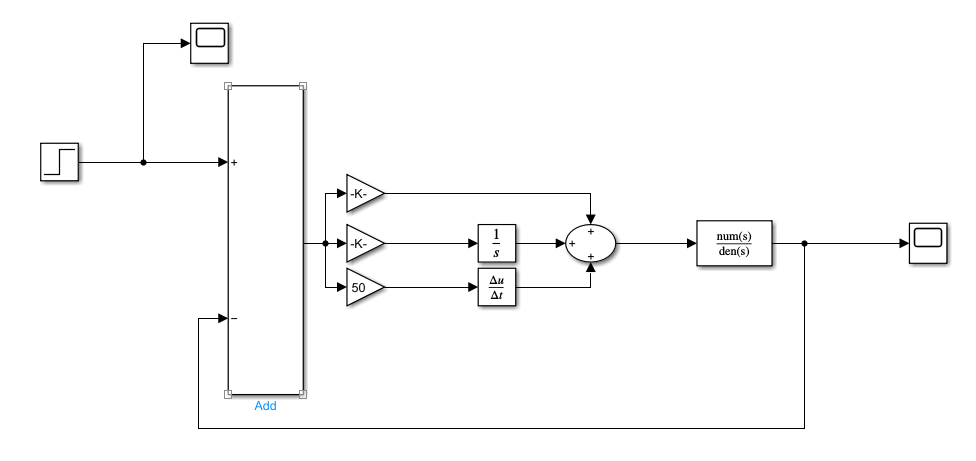 +
-K-
+
-K-
1
s
+
num(s)
den(s)
50
Δu
Δt
+
−
Add